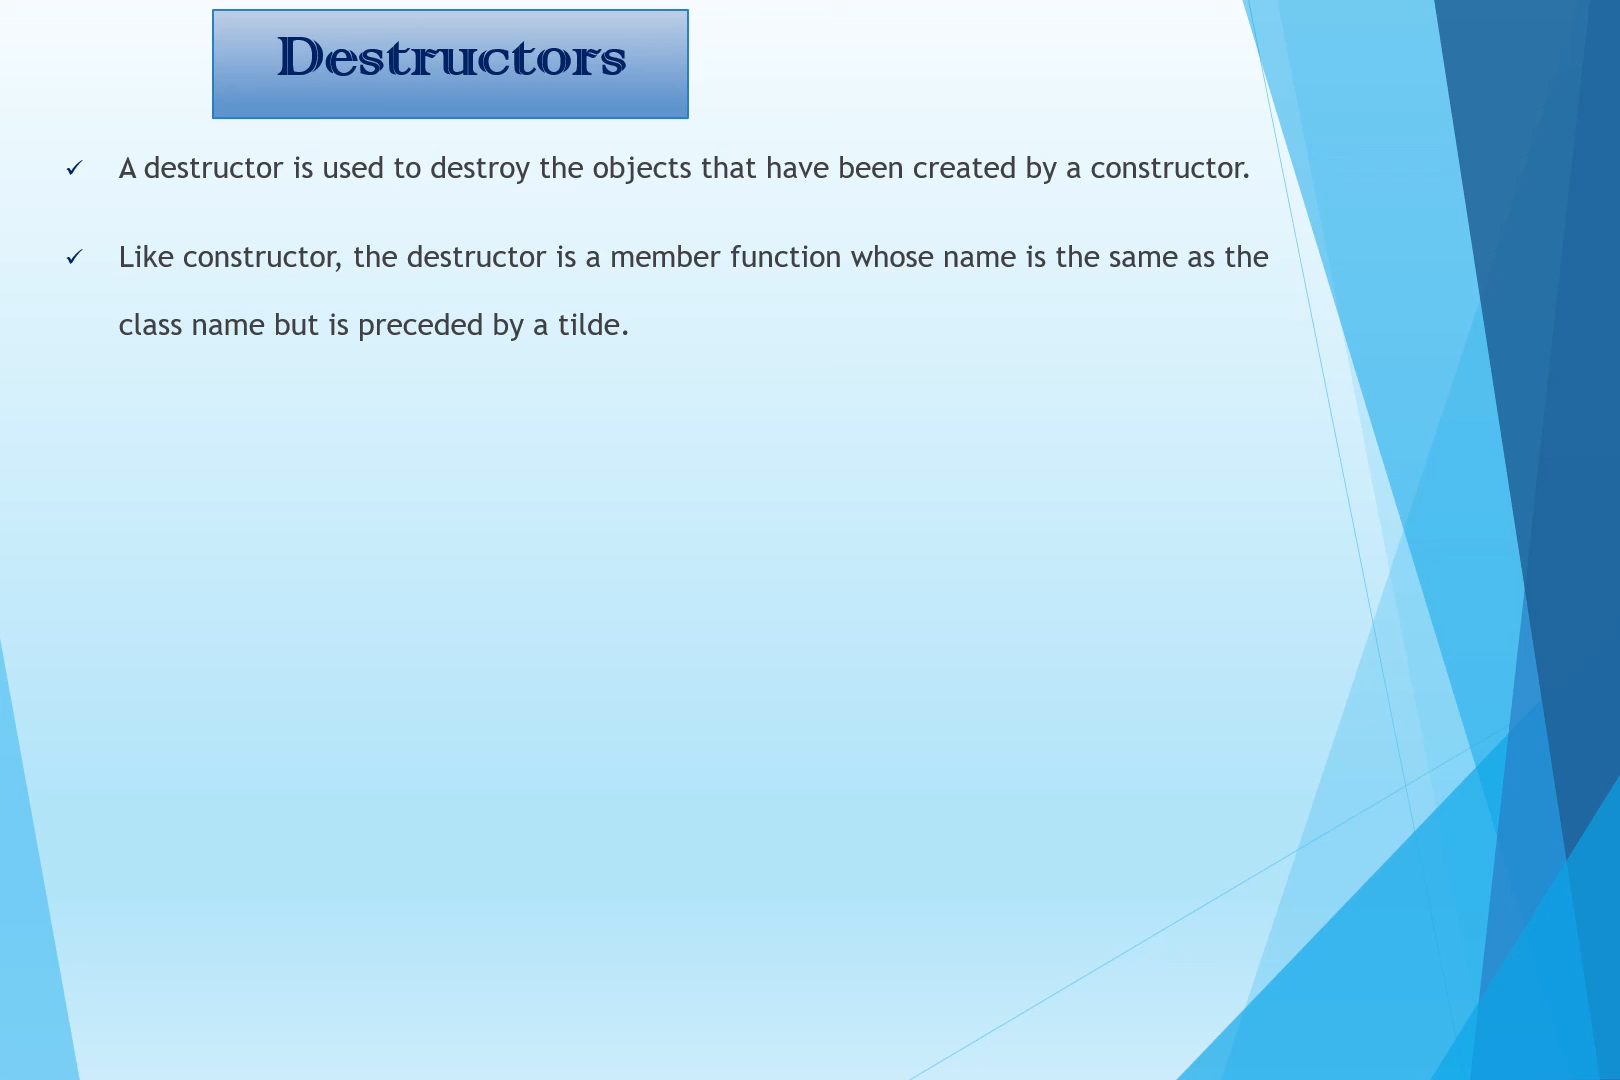 Destructors
✓ A destructor is used to destroy the objects that have been created by a constructor.
✓ Like constructor, the destructor is a member function whose name is the same as the
class name but is preceded by a tilde.